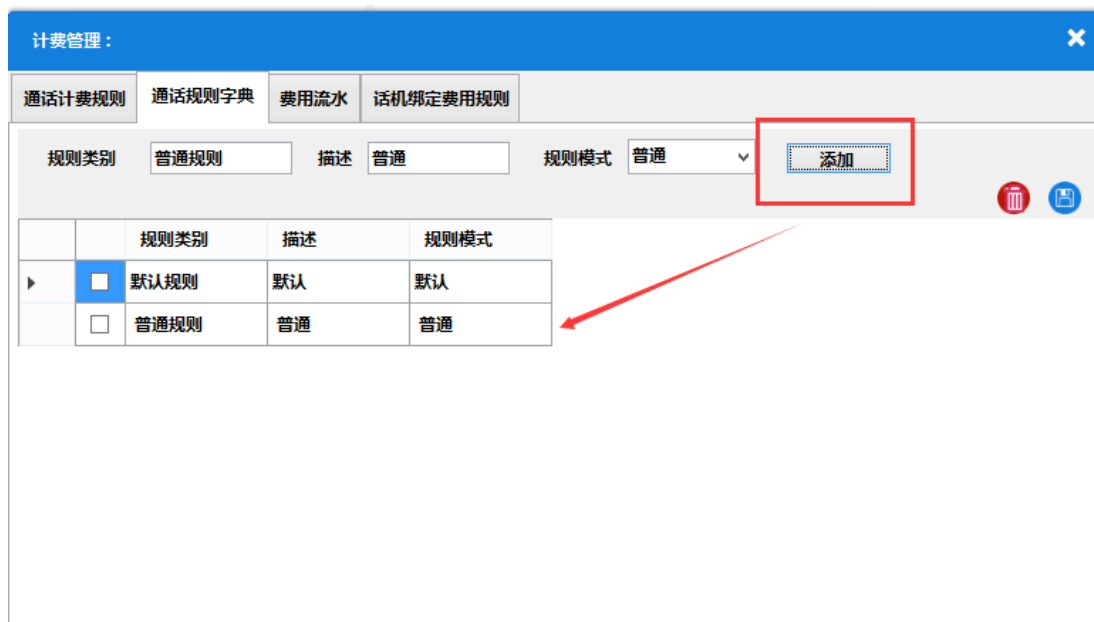 计费管理：
通话计费规则 通话规则字典 费用流水 话机绑定费用规则
规则类别 普通规则 描述 普通 规则模式 普通 添加
规则类别 描述 规则模式
默认规则 默认 默认
普通规则 普通 普通